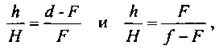 h/H = (d - F)/F и h/H = F/(f - F) ,